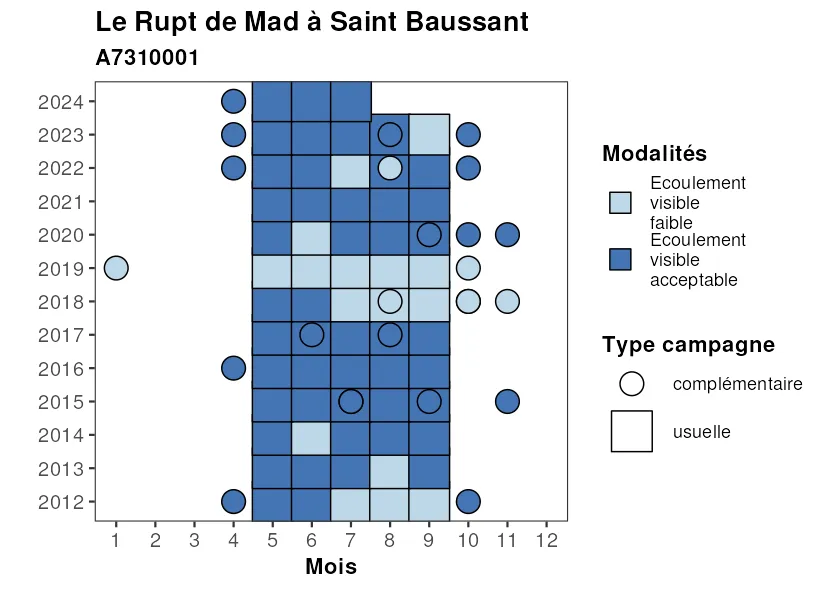 Le Rupt de Mad à Saint Baussant
A7310001
2024
2023
2022
2021
2020
2019
2018
2017
2016
2015
2014
2013
2012
1 2 3 4 5 6 7 8 9 10 11 12
Mois
Modalités
Ecoulement
visible
faible
Ecoulement
visible
acceptable
Type campagne
complémentaire
usuelle